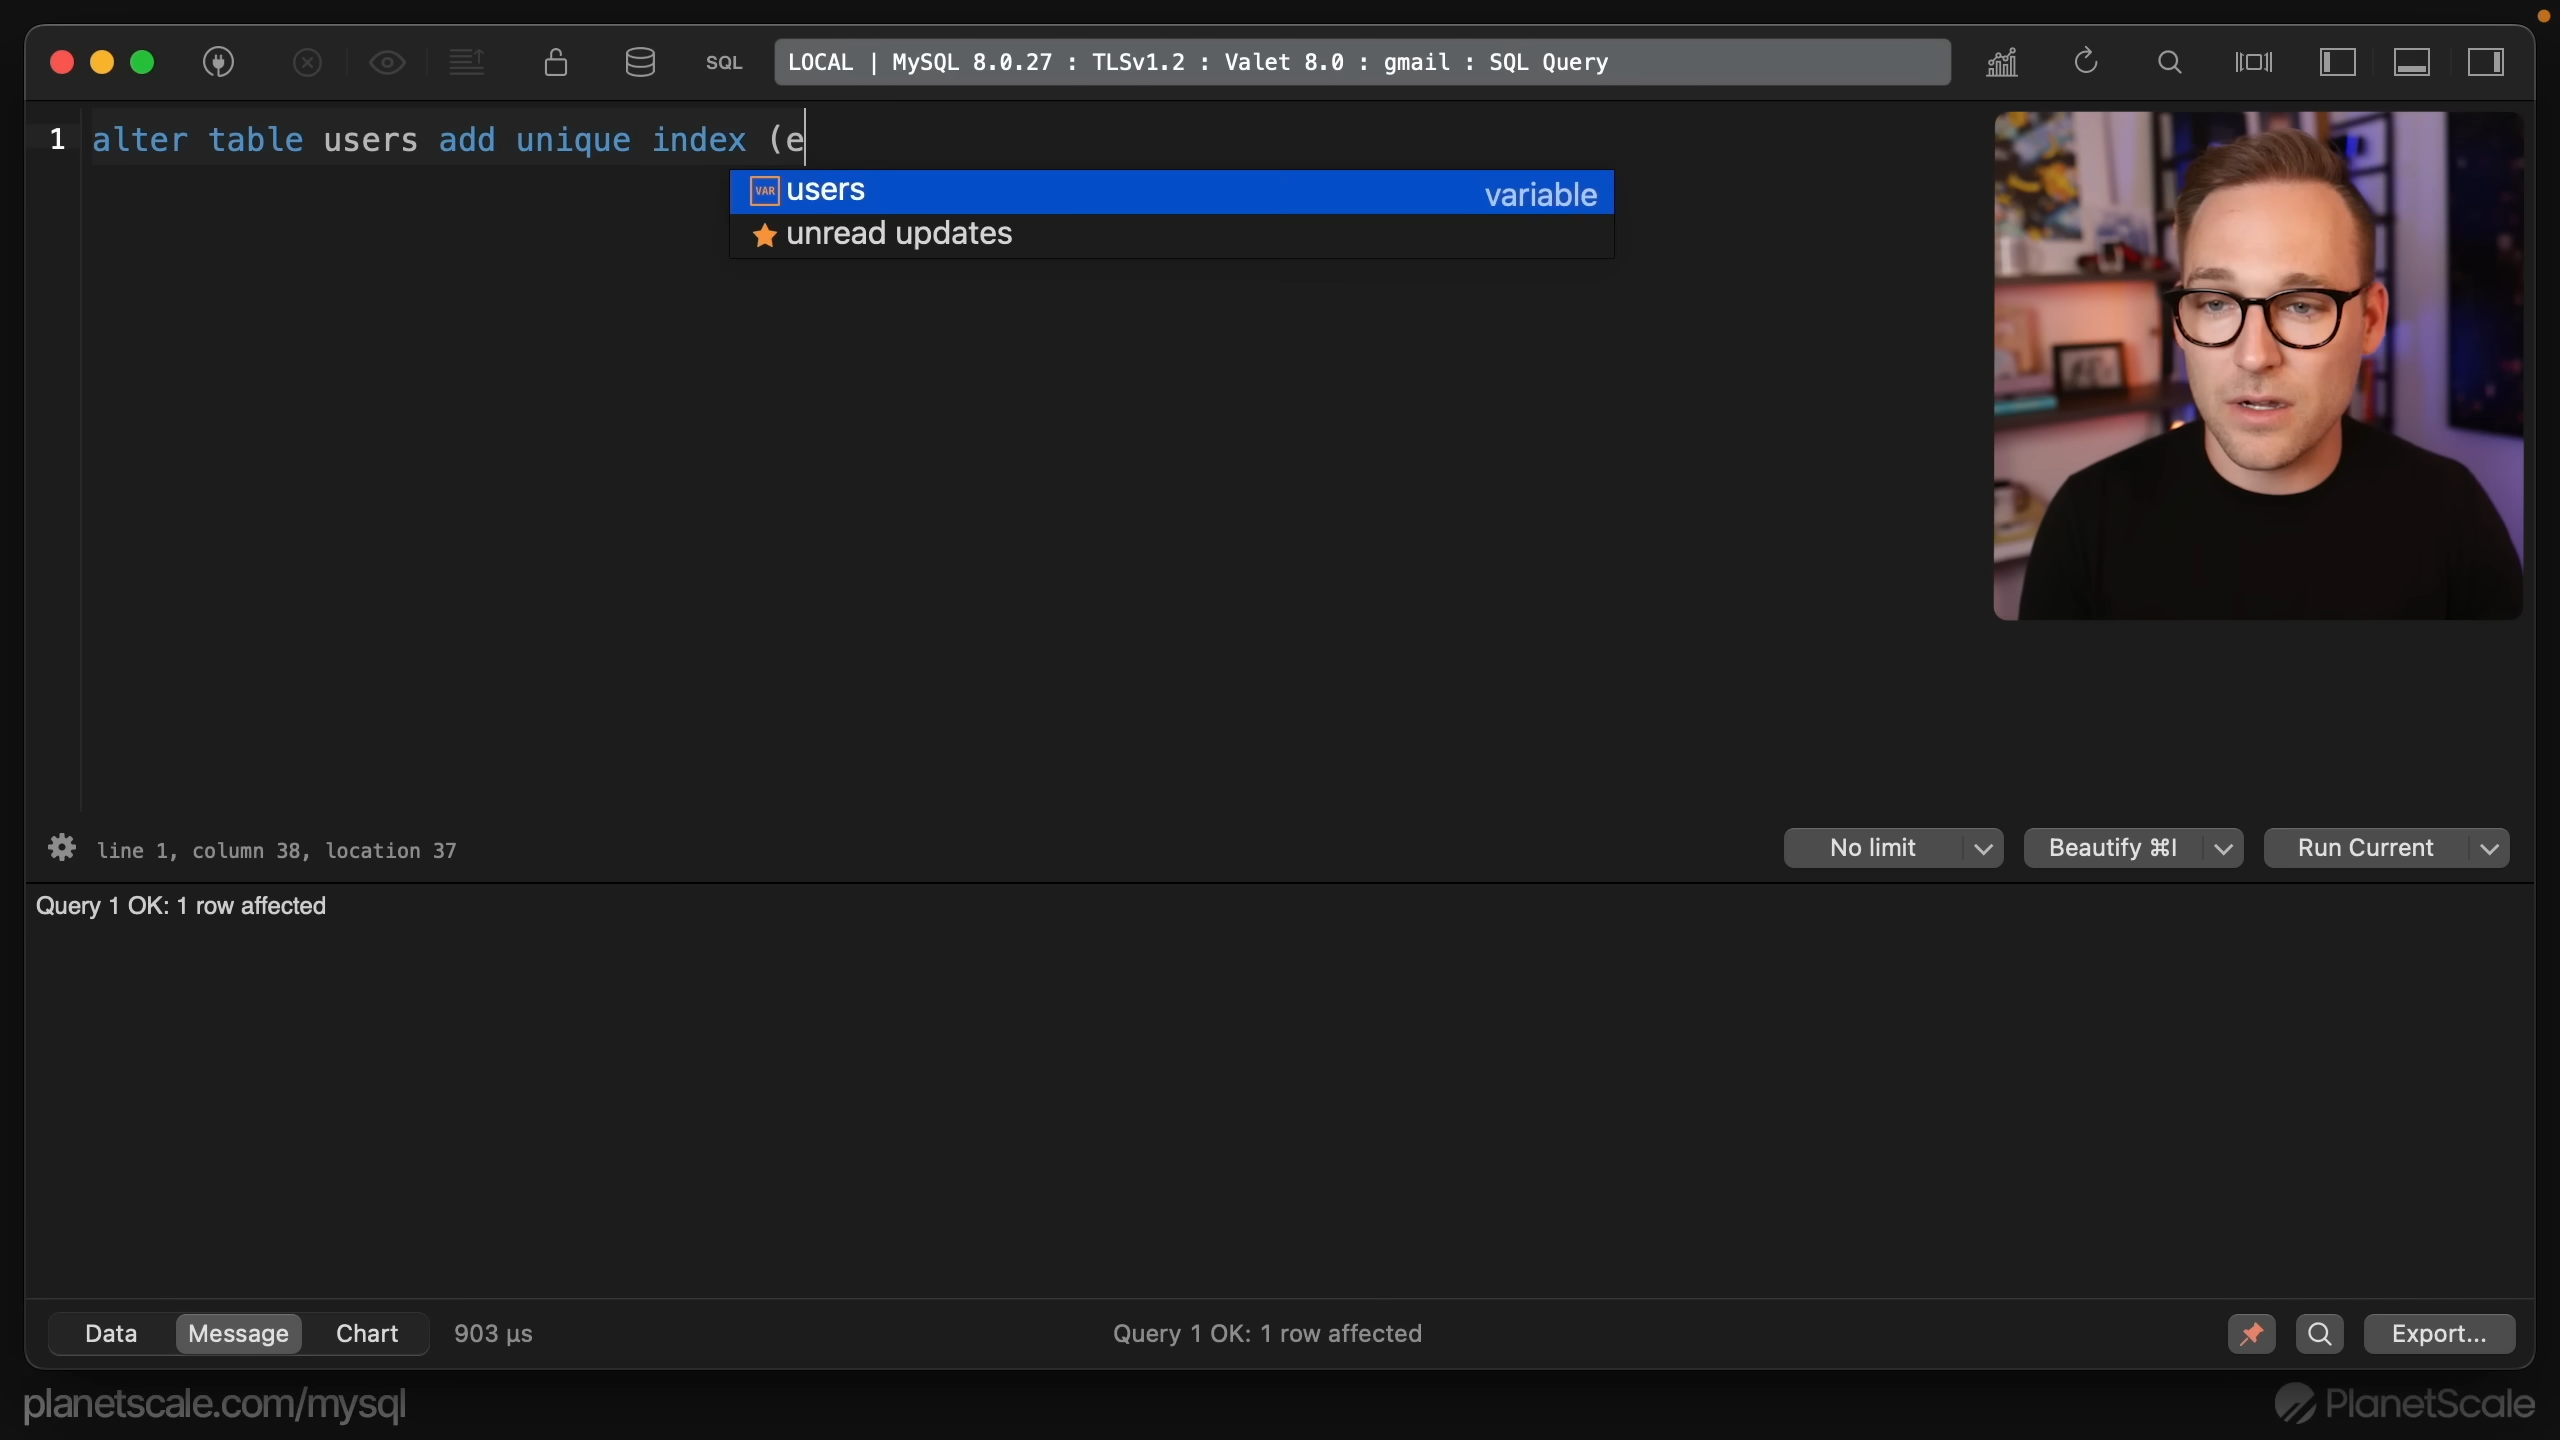 SQL
LOCAL | MySQL 8.0.27 : TLSv1.2 : Valet 8.0 : gmail : SQL Query
1 alter table users add unique index (e
VAR users variable
unread updates
line 1, column 38, location 37
No limit
Beautify ⌘I
Run Current
Query 1 OK: 1 row affected
Data Message Chart 903 µs
Query 1 OK: 1 row affected
Export...
planetscale.com/mysql
PlanetScale